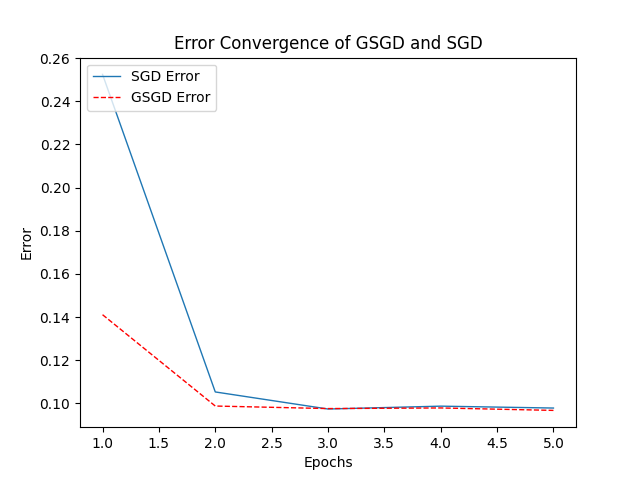 Error Convergence of GSGD and SGD
SGD Error
GSGD Error
Error
0.26
0.24
0.22
0.20
0.18
0.16
0.14
0.12
0.10
1.0 1.5 2.0 2.5 3.0 3.5 4.0 4.5 5.0
Epochs